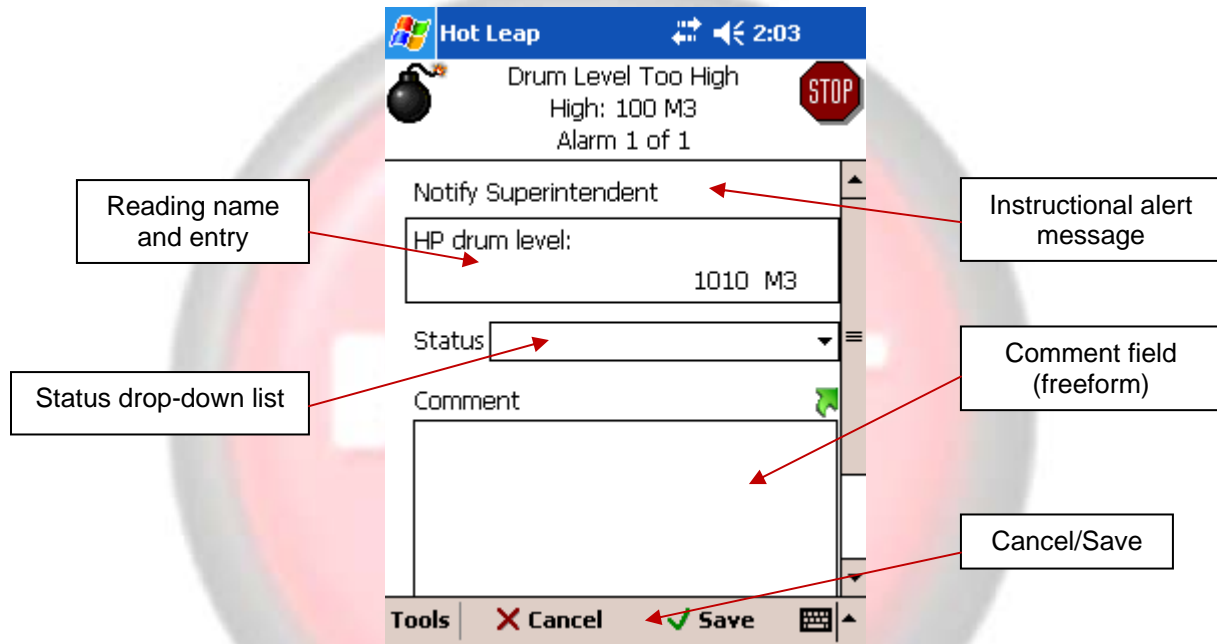 Hot Leap 2:03
Drum Level Too High
High: 100 M3
Alarm 1 of 1
STOP
Notify Superintendent
HP drum level:
1010 M3
Status
Comment
Tools Cancel Save
Reading name
and entry
Status drop-down list
Instructional alert
message
Comment field
(freeform)
Cancel/Save